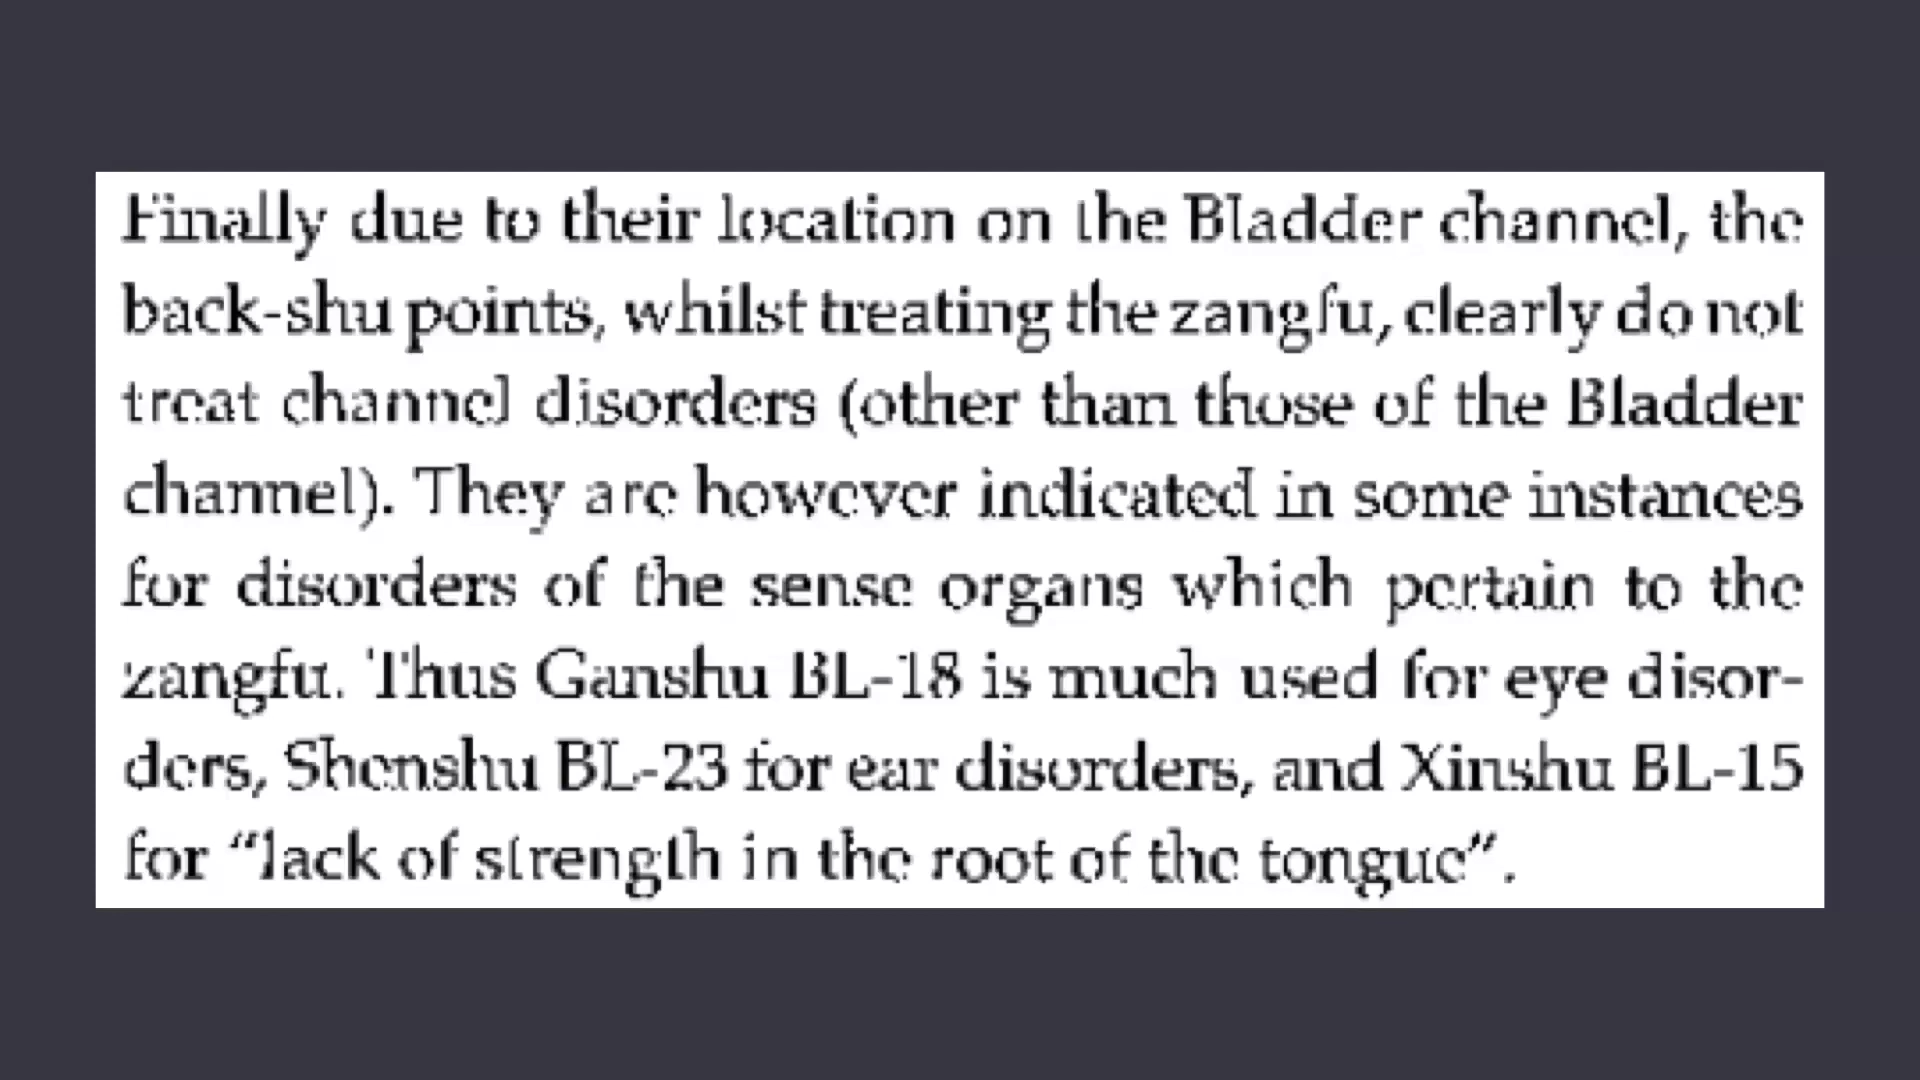 Finally due to their location on the Bladder channel, the
back-shu points, whilst treating the zangfu, clearly do not
treat channel disorders (other than those of the Bladder
channel). They are however indicated in some instances
for disorders of the sense organs which pertain to the
zangfu. Thus Ganshu BL-18 is much used for eye disor-
ders, Shenshu BL-23 for ear disorders, and Xinshu BL-15
for “lack of strength in the root of the tongue”.